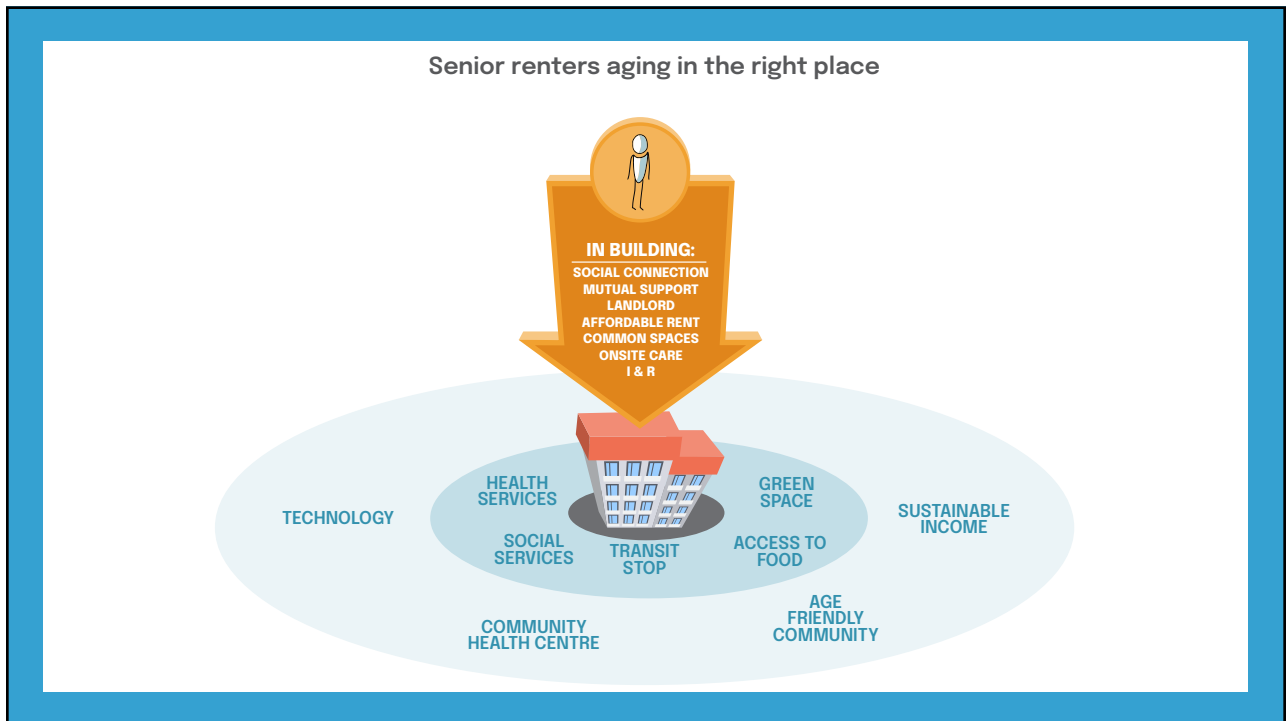 Senior renters aging in the right place
IN BUILDING:
SOCIAL CONNECTION
MUTUAL SUPPORT
LANDLORD
AFFORDABLE RENT
COMMON SPACES
ONSITE CARE
I & R
HEALTH
SERVICES
GREEN
SPACE
TECHNOLOGY
SUSTAINABLE
INCOME
SOCIAL
SERVICES
TRANSIT
STOP
ACCESS TO
FOOD
COMMUNITY
HEALTH CENTRE
AGE
FRIENDLY
COMMUNITY